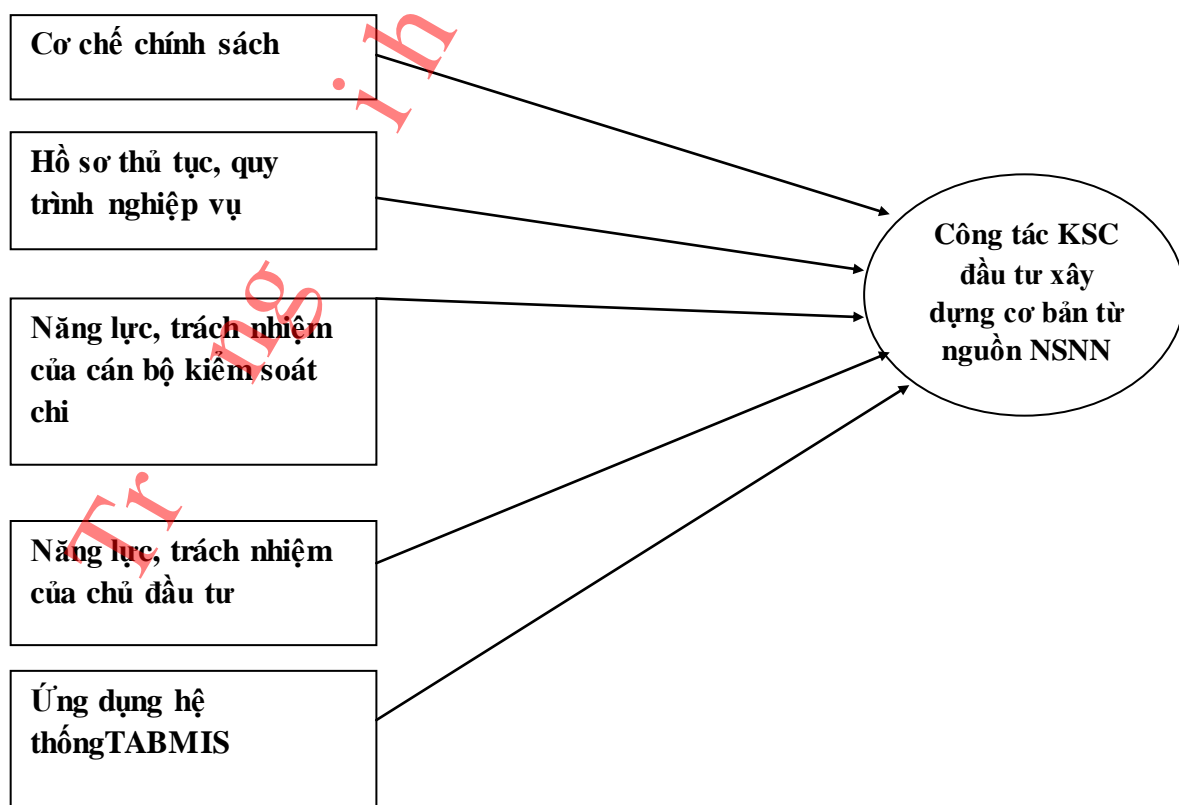 Cơ chế chính sách
Hồ sơ thủ tục, quy
trình nghiệp vụ
Năng lực, trách nhiệm
của cán bộ kiểm soát
chi
Năng lực, trách nhiệm
của chủ đầu tư
Ứng dụng hệ
thốngTABMIS
Công tác KSC
đầu tư xây
dựng cơ bản từ
nguồn NSNN
Tr ng i h